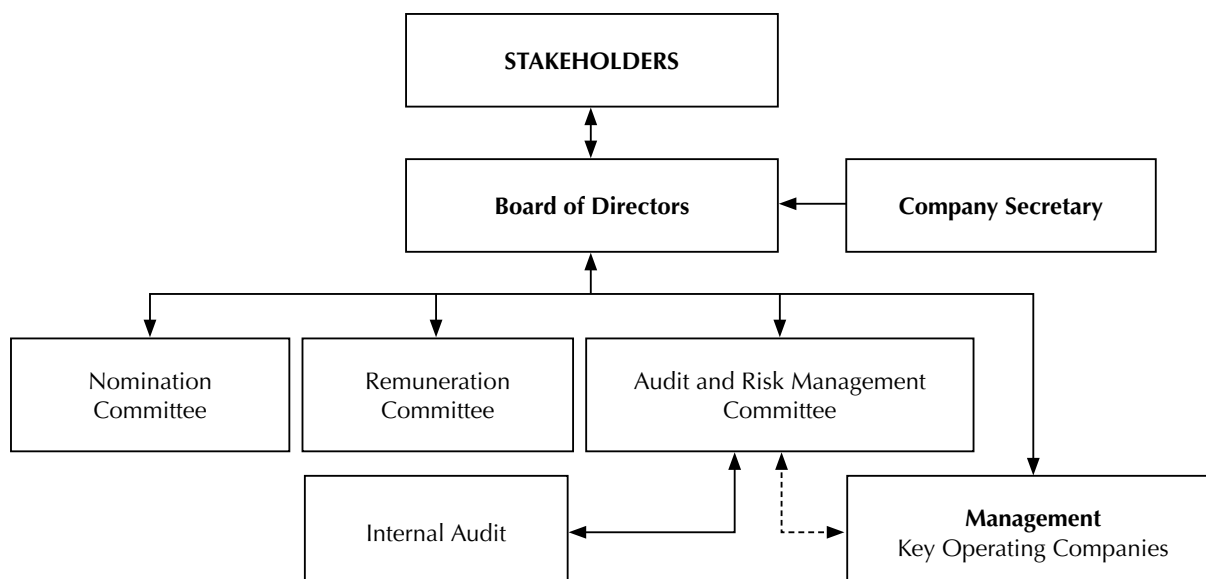 STAKEHOLDERS
Board of Directors
Company Secretary
Nomination
Committee
Remuneration
Committee
Audit and Risk Management
Committee
Internal Audit
Management
Key Operating Companies